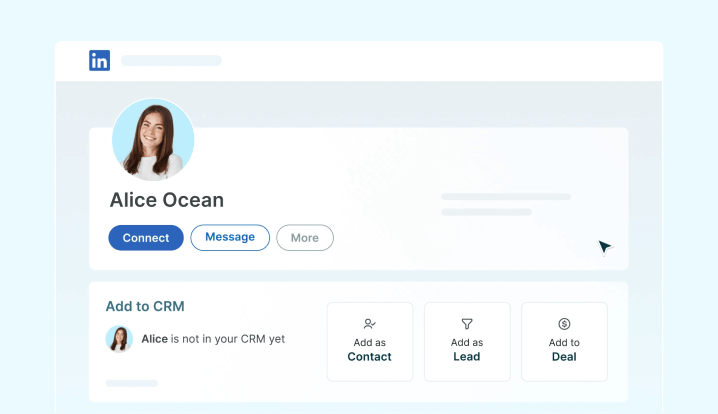 in
Alice Ocean
Connect
Message
More
Add to CRM
Alice is not in your CRM yet
Add as
Contact
Add as
Lead
Add to
Deal